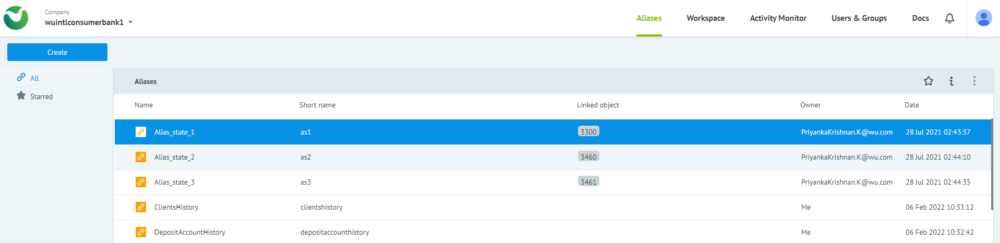 Company
wuintlconsumerbank1
Aliases Workspace Activity Monitor Users & Groups Docs
Create
All
Starred
Aliases
Name Short name Linked object Owner Date
Alias_state_1 as1 3300 PriyankaKrishnan.K@wu.com 28 Jul 2021 02:43:37
Alias_state_2 as2 3460 PriyankaKrishnan.K@wu.com 28 Jul 2021 02:44:10
Alias_state_3 as3 3461 PriyankaKrishnan.K@wu.com 28 Jul 2021 02:44:35
ClientsHistory clientshistory Me 06 Feb 2022 10:33:12
DepositAccountHistory depositaccounthistory Me 06 Feb 2022 10:32:42